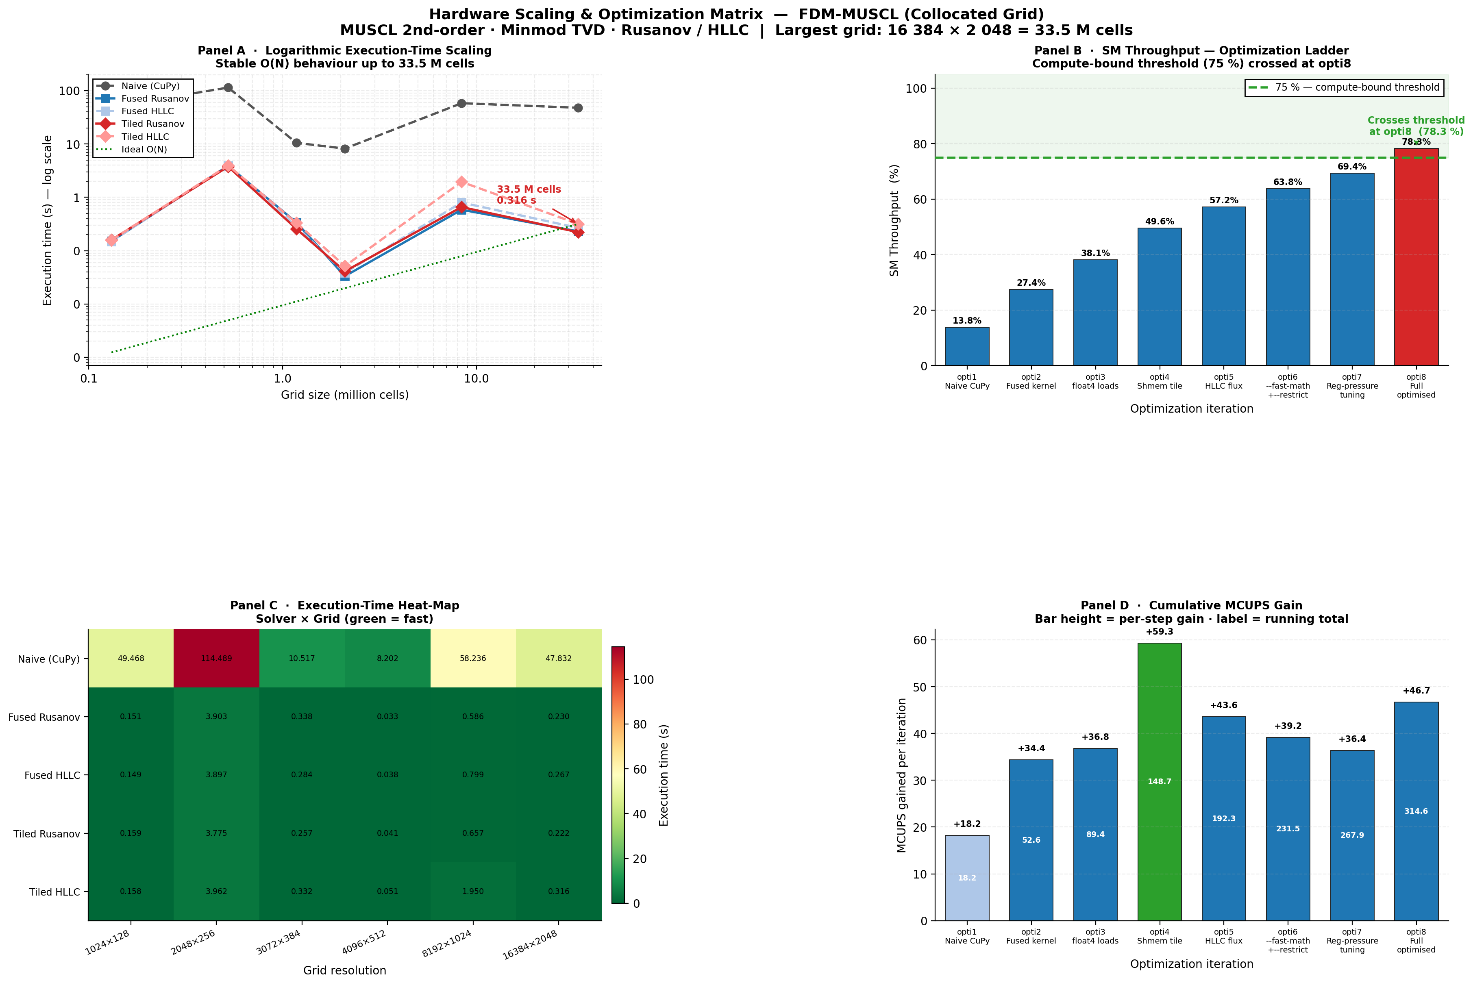 Hardware Scaling & Optimization Matrix — FDM-MUSCL (Collocated Grid)
MUSCL 2nd-order · Minmod TVD · Rusanov / HLLC | Largest grid: 16 384 × 2 048 = 33.5 M cells
Panel A · Logarithmic Execution-Time Scaling
Stable O(N) behaviour up to 33.5 M cells
Naive (CuPy)
Fused Rusanov
Fused HLLC
Tiled Rusanov
Tiled HLLC
Ideal O(N)
Execution time (s) — log scale
100
10
1
0
0
0
33.5 M cells
0.316 s
0.1
1.0
10.0
Grid size (million cells)
Panel B · SM Throughput — Optimization Ladder
Compute-bound threshold (75 %) crossed at opti8
75 % — compute-bound threshold
Crosses threshold
at opti8 (78.3 %)
SM Throughput (%)
100
80
60
40
20
0
13.8%
27.4%
38.1%
49.6%
57.2%
63.8%
69.4%
78.3%
opti1
Naive CuPy
opti2
Fused kernel
opti3
float4 loads
opti4
Shmem tile
opti5
HLLC flux
opti6
--fast-math
+--restrict
opti7
Reg-pressure
tuning
opti8
Full
optimised
Optimization iteration
Panel C · Execution-Time Heat-Map
Solver × Grid (green = fast)
Naive (CuPy)
49.468
114.489
10.517
8.202
58.236
47.832
Fused Rusanov
0.151
3.903
0.338
0.033
0.586
0.230
Fused HLLC
0.149
3.897
0.284
0.038
0.799
0.267
Tiled Rusanov
0.159
3.775
0.257
0.041
0.657
0.222
Tiled HLLC
0.158
3.962
0.332
0.051
1.950
0.316
1024×128
2048×256
3072×384
4096×512
8192×1024
16384×2048
Grid resolution
100
80
60
40
20
0
Execution time (s)
Panel D · Cumulative MCUPS Gain
Bar height = per-step gain · label = running total
MCUPS gained per iteration
60
50
40
30
20
10
0
+18.2
+34.4
+36.8
+59.3
+43.6
+39.2
+36.4
+46.7
18.2
52.6
89.4
148.7
192.3
231.5
267.9
314.6
opti1
Naive CuPy
opti2
Fused kernel
opti3
float4 loads
opti4
Shmem tile
opti5
HLLC flux
opti6
--fast-math
+--restrict
opti7
Reg-pressure
tuning
opti8
Full
optimised
Optimization iteration